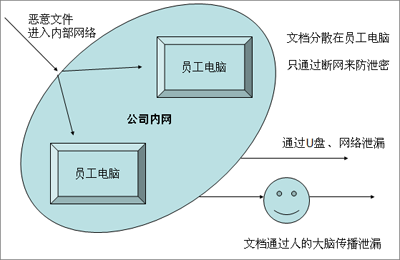 恶意文件
进入内部网络
文档分散在员工电脑
员工电脑
只通过断网来防泄密
公司内网
通过U盘、网络泄漏
员工电脑
文档通过人的大脑传播泄漏